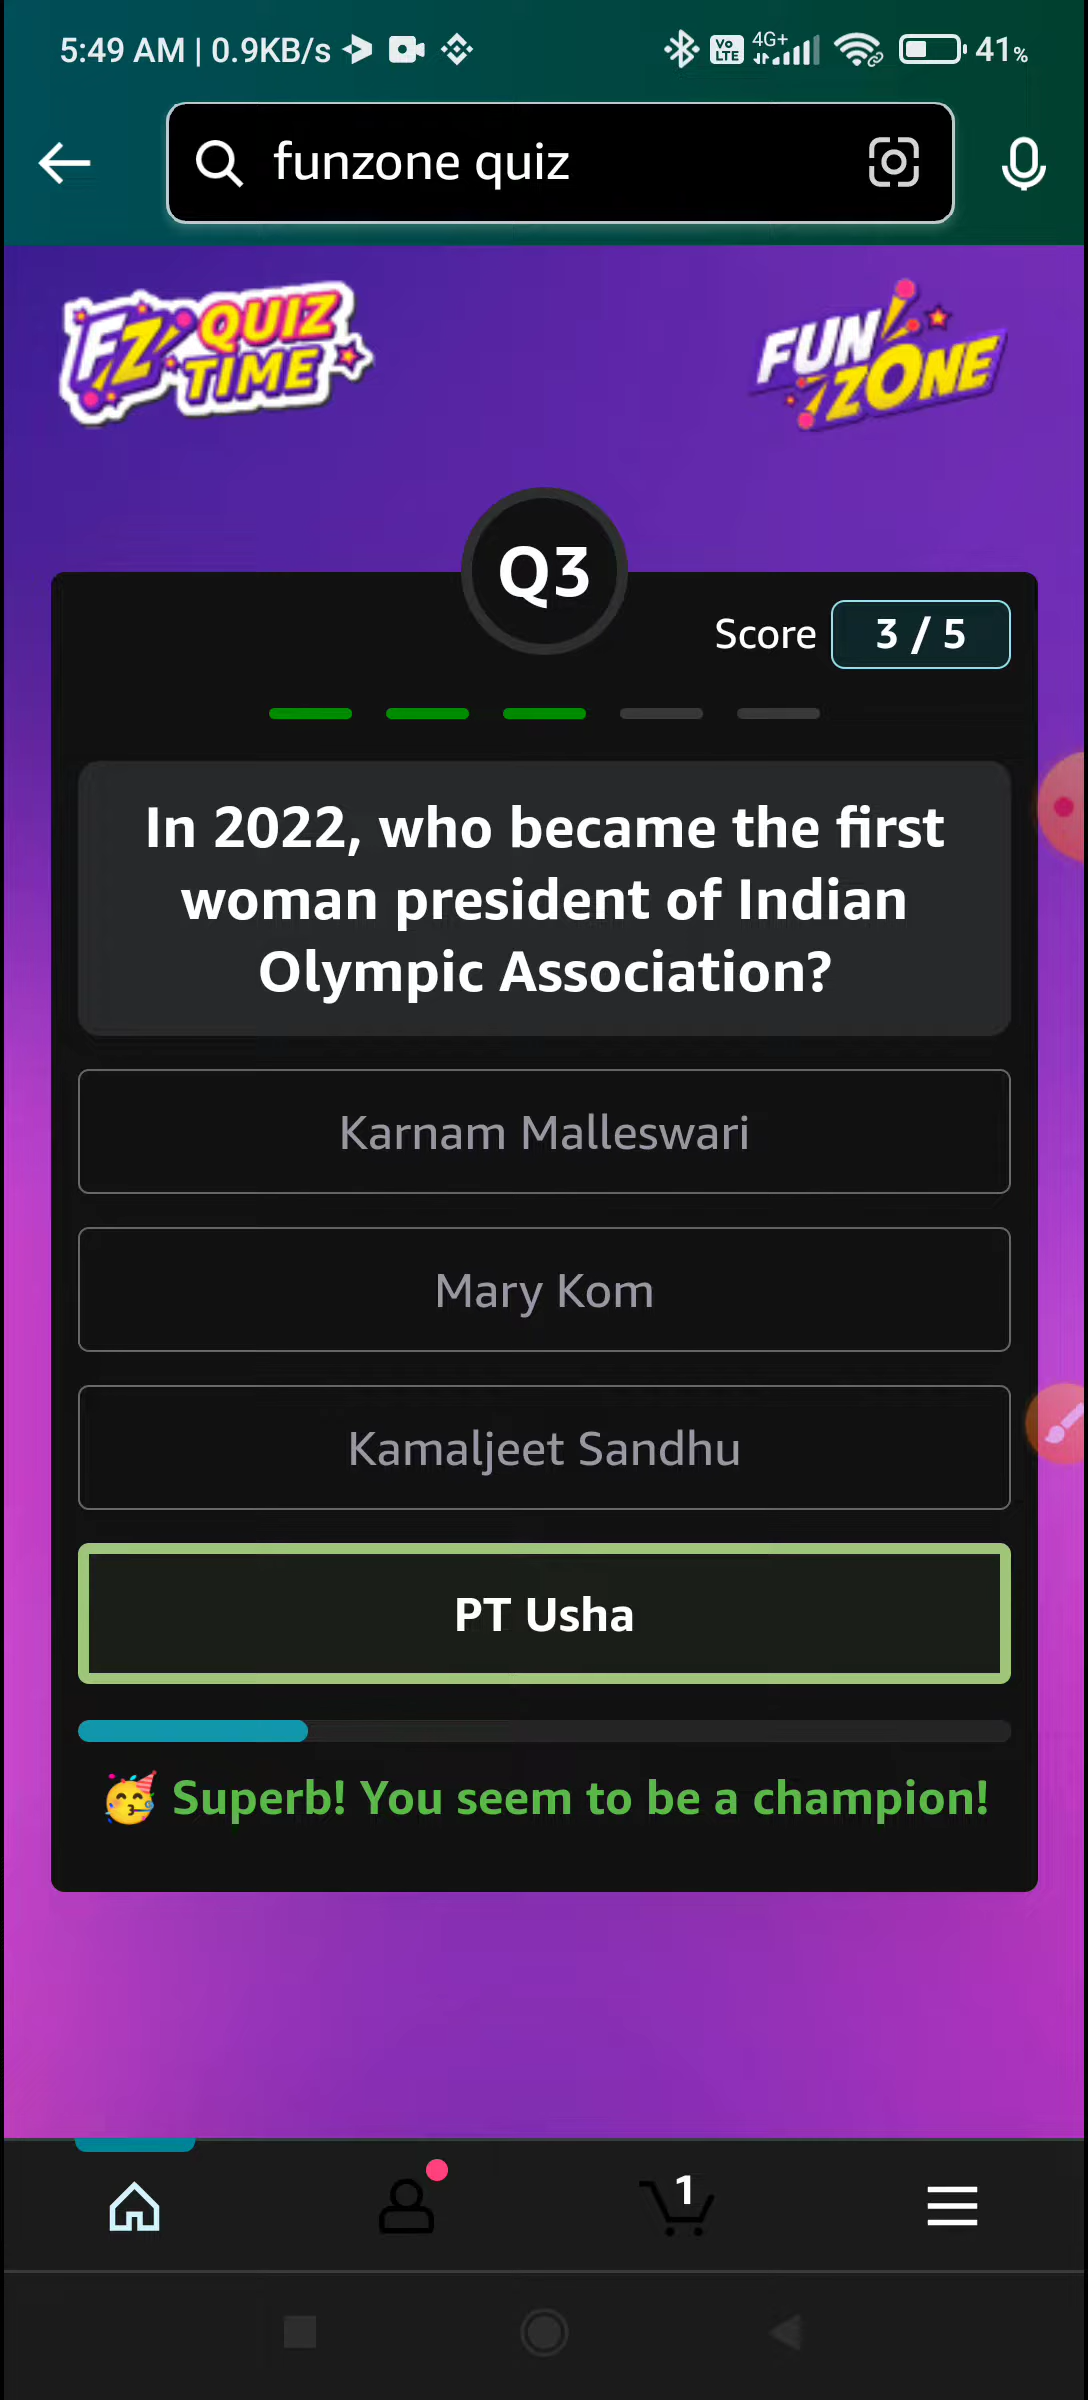 5:49 AM | 0.9KB/s Vo LTE 4G+ 41%
funzone quiz
FZ QUIZ TIME
FUN ZONE
Q3
Score 3 / 5
In 2022, who became the first
woman president of Indian
Olympic Association?
Karnam Malleswari
Mary Kom
Kamaljeet Sandhu
PT Usha
🥳 Superb! You seem to be a champion!
1